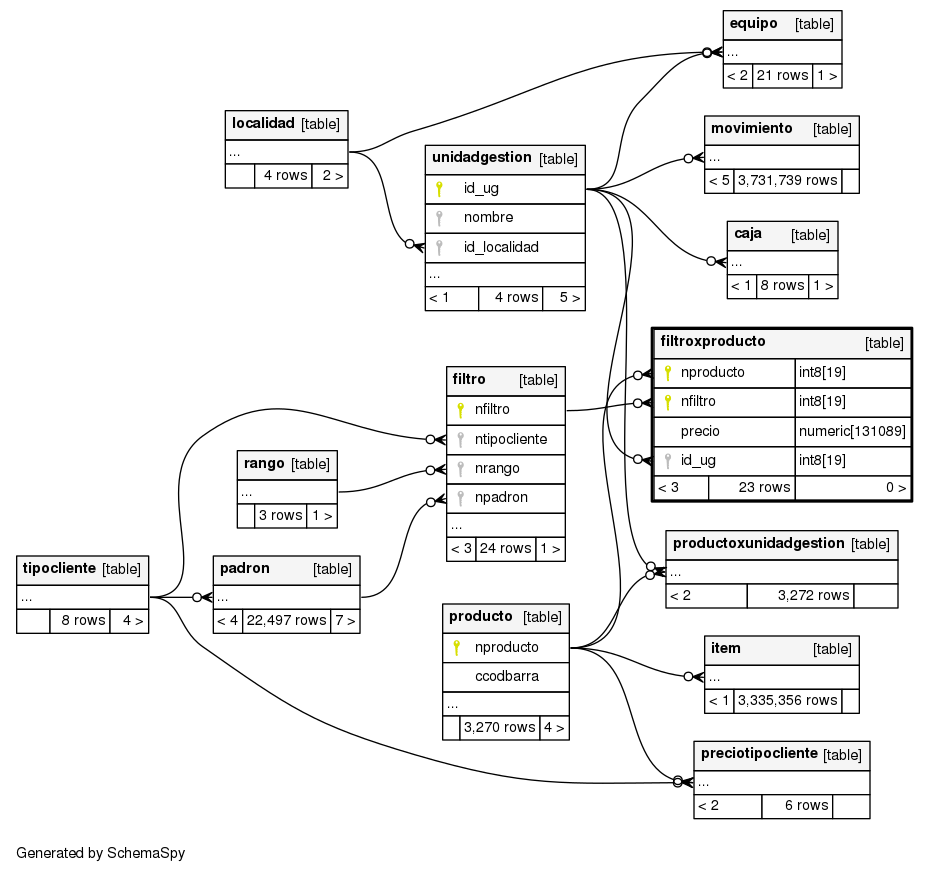 equipo [table]
...
< 2 21 rows 1 >
localidad [table]
...
4 rows 2 >
movimiento [table]
...
< 5 3,731,739 rows
unidadgestion [table]
id_ug
nombre
id_localidad
...
< 1 4 rows 5 >
caja [table]
...
< 1 8 rows 1 >
filtroxproducto [table]
nproducto int8[19]
nfiltro int8[19]
precio numeric[131089]
id_ug int8[19]
< 3 23 rows 0 >
filtro [table]
nfiltro
ntipocliente
nrango
npadron
...
< 3 24 rows 1 >
rango [table]
...
3 rows 1 >
tipocliente [table]
...
8 rows 4 >
padron [table]
...
< 4 22,497 rows 7 >
productoxunidadgestion [table]
...
< 2 3,272 rows
producto [table]
nproducto
ccodbarra
...
3,270 rows 4 >
item [table]
...
< 1 3,335,356 rows
preciotipocliente [table]
...
< 2 6 rows
Generated by SchemaSpy